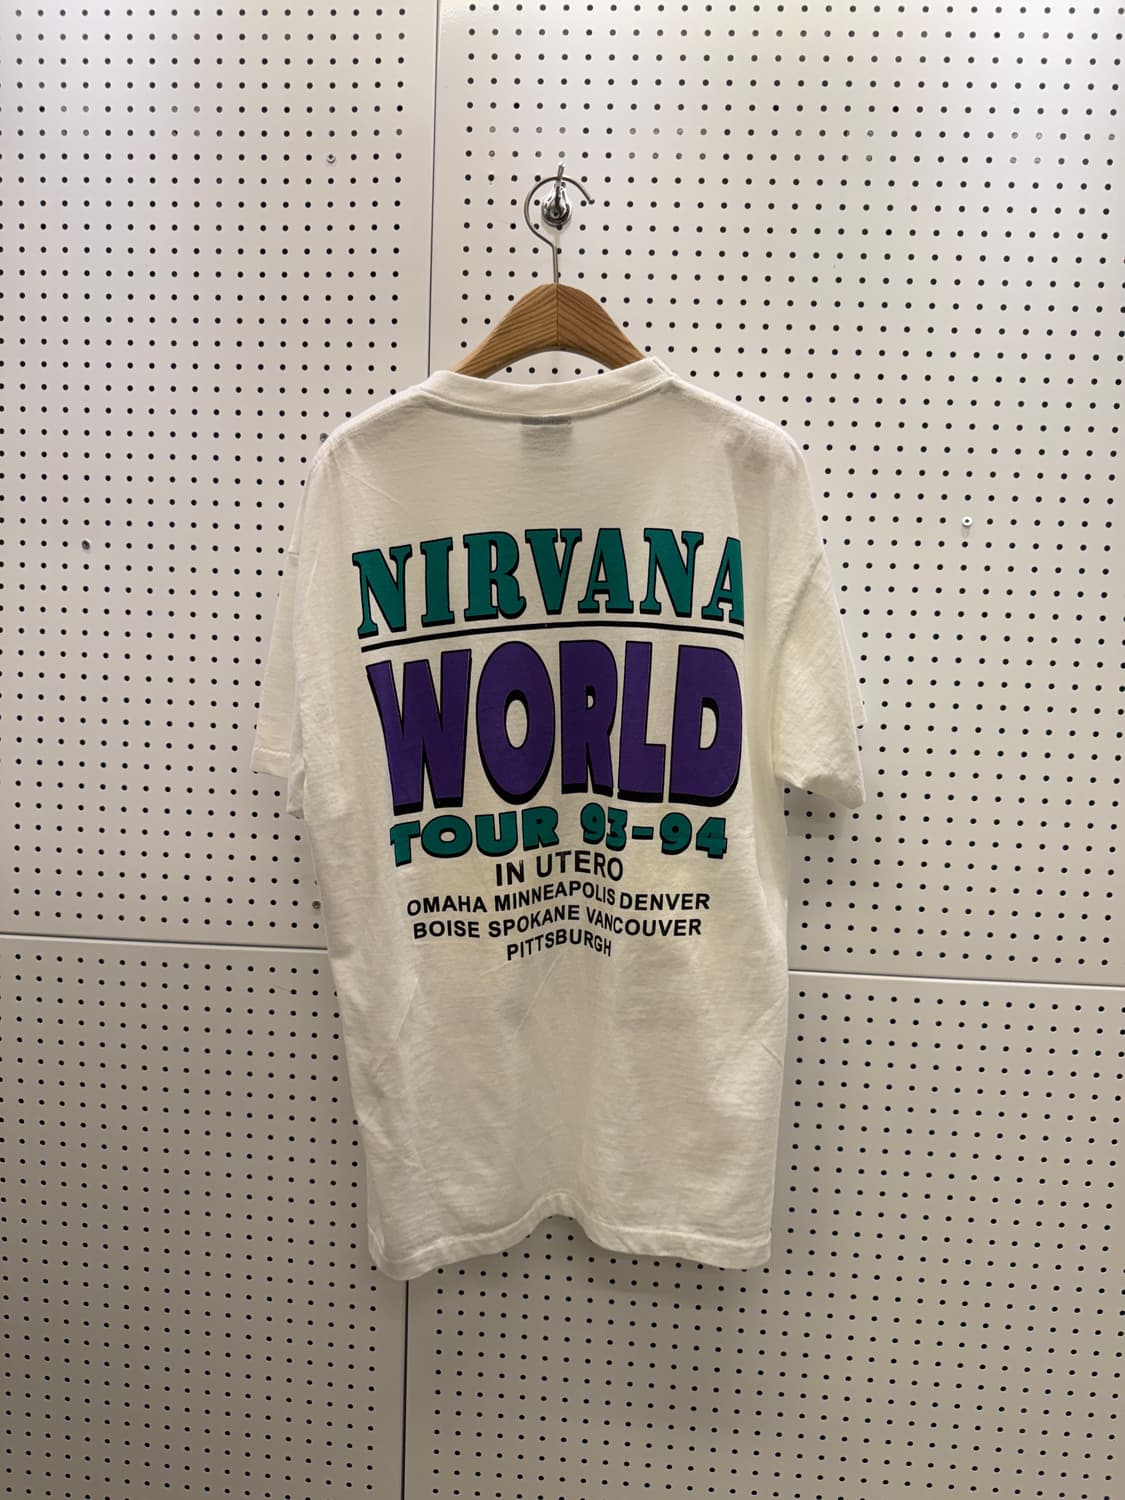 NIRVANA
WORLD
TOUR 93-94
IN UTERO
OMAHA MINNEAPOLIS DENVER
BOISE SPOKANE VANCOUVER
PITTSBURGH